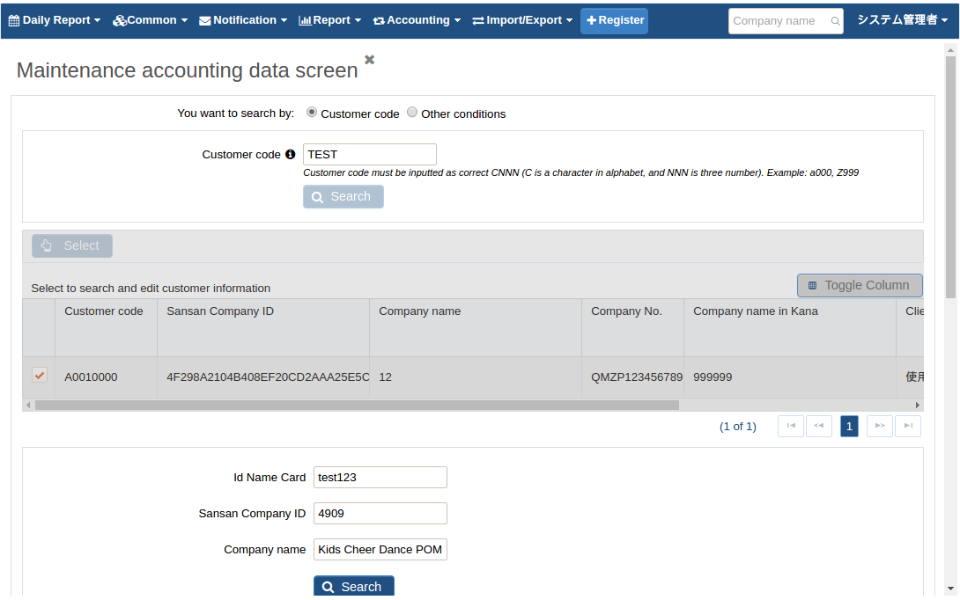 Daily Report Common Notification Report Accounting Import/Export Register Company name システム管理者
Maintenance accounting data screen
You want to search by: Customer code Other conditions
Customer code TEST
Customer code must be inputted as correct CNNN (C is a character in alphabet, and NNN is three number). Example: a000, Z999
Search
Select
Select to search and edit customer information Toggle Column
Customer code Sansan Company ID Company name Company No. Company name in Kana Clie
A0010000 4F298A2104B408EF20CD2AAA25E5C 12 QMZP123456789 999999 使用
(1 of 1) 1
Id Name Card test123
Sansan Company ID 4909
Company name Kids Cheer Dance POM
Search